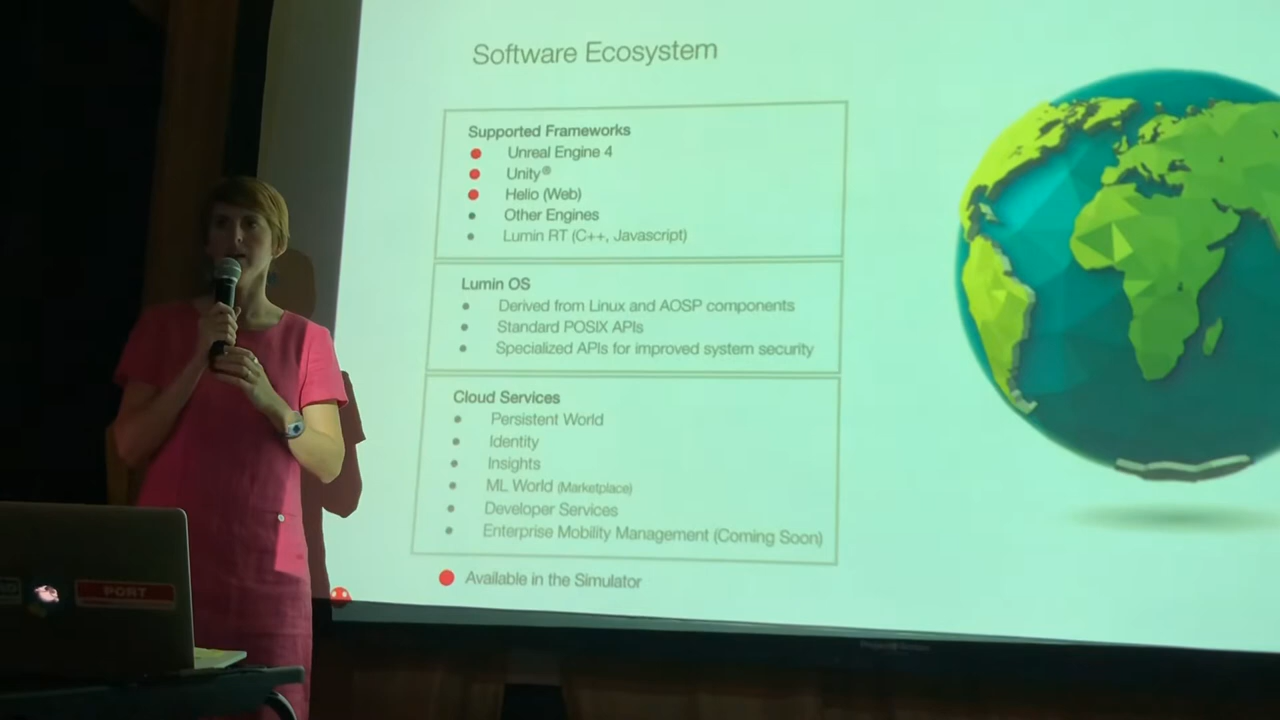 Software Ecosystem
Supported Frameworks
Unreal Engine 4
Unity®
Helio (Web)
Other Engines
Lumin RT (C++, Javascript)
Lumin OS
Derived from Linux and AOSP components
Standard POSIX APIs
Specialized APIs for improved system security
Cloud Services
Persistent World
Identity
Insights
ML World (Marketplace)
Developer Services
Enterprise Mobility Management (Coming Soon)
Available in the Simulator
PORT